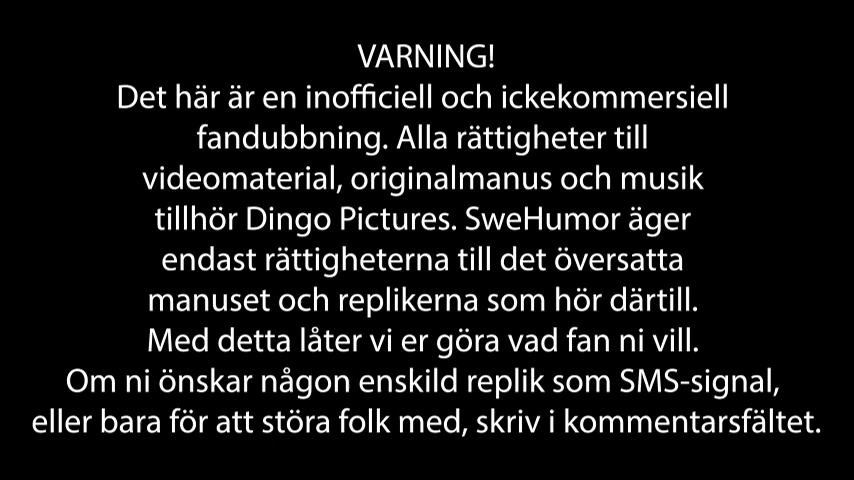 VARNING!
Det här är en inofficiell och ickekommersiell
fandubbning. Alla rättigheter till
videomaterial, originalmanus och musik
tillhör Dingo Pictures. SweHumor äger
endast rättigheterna till det översatta
manuset och replikerna som hör därtill.
Med detta låter vi er göra vad fan ni vill.
Om ni önskar någon enskild replik som SMS-signal,
eller bara för att störa folk med, skriv i kommentarsfältet.